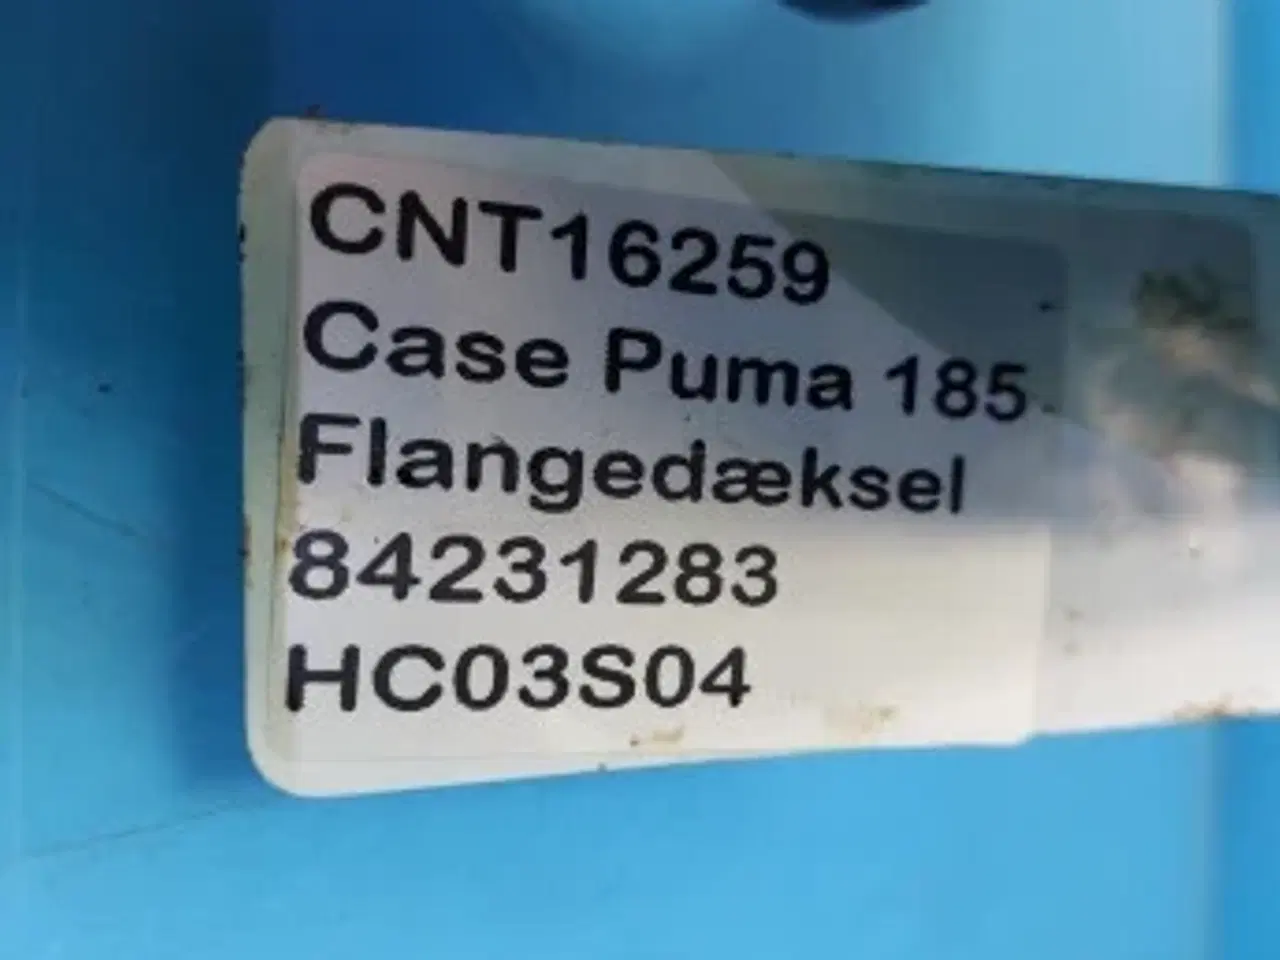 CNT16259
Case Puma 185
Flangedæksel
84231283
HC03S04